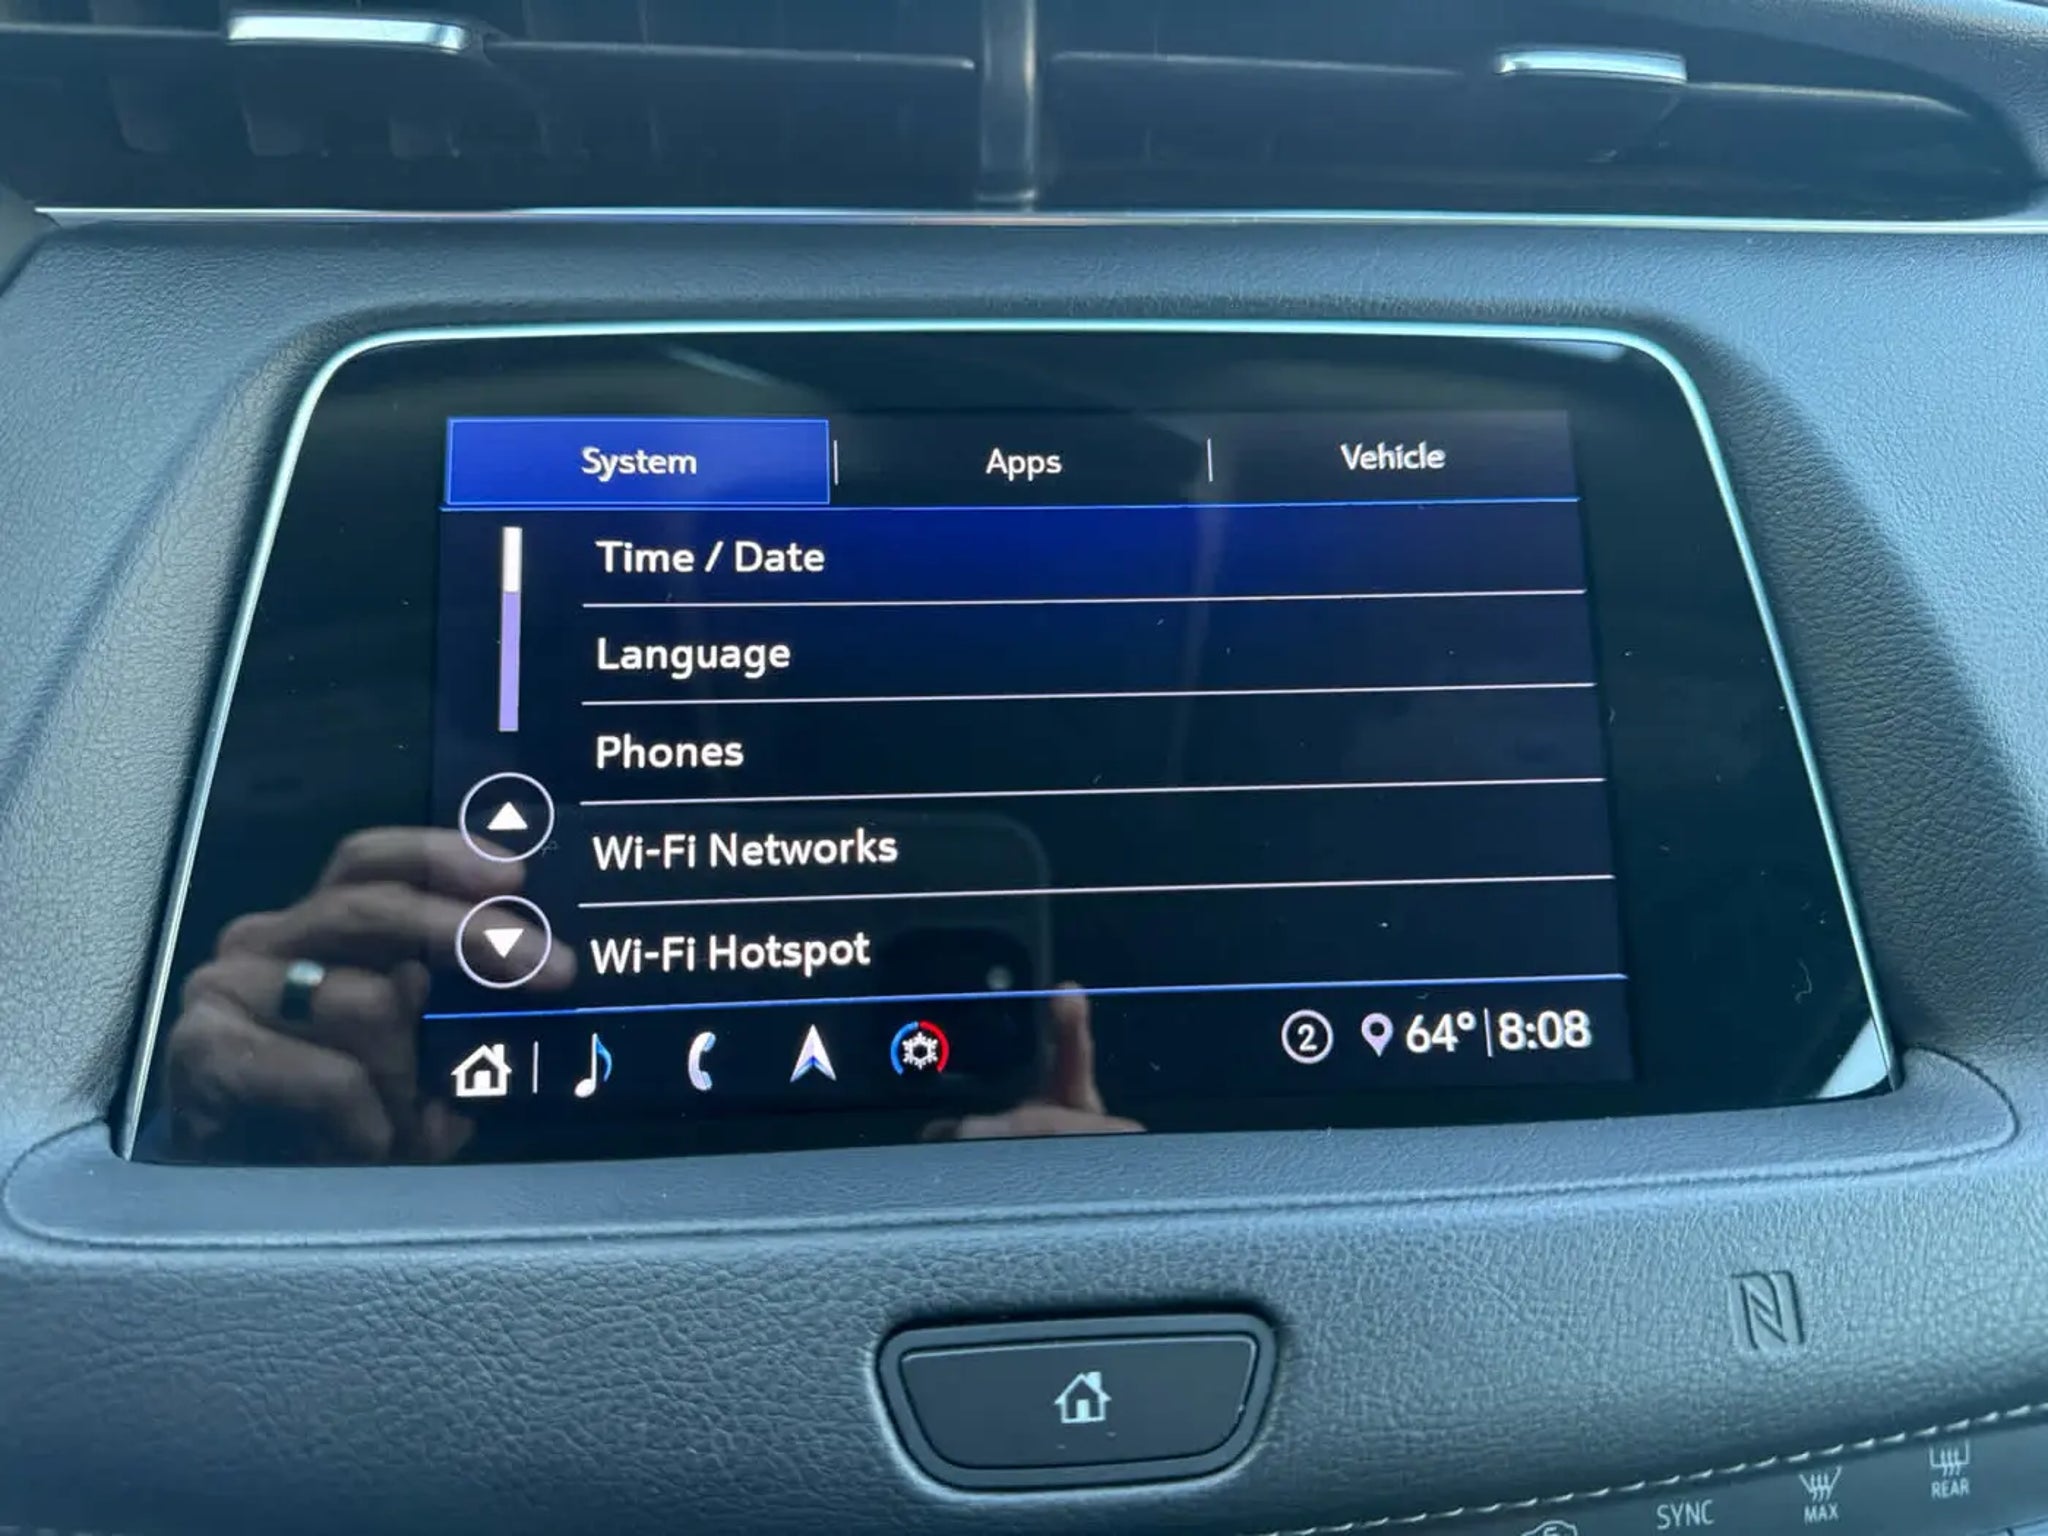 System | Apps | Vehicle
Time / Date
Language
Phones
Wi-Fi Networks
Wi-Fi Hotspot
2 64° | 8:08
SYNC
MAX
REAR